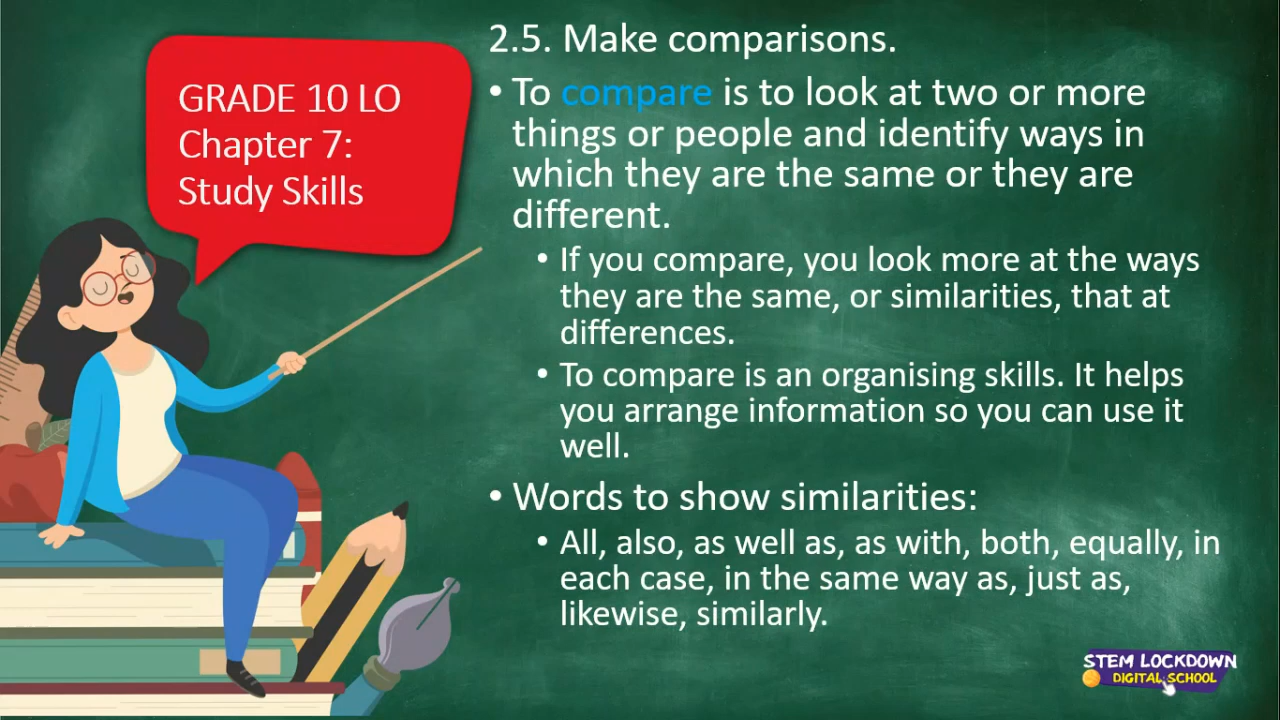 GRADE 10 LO
Chapter 7:
Study Skills
2.5. Make comparisons.
• To compare is to look at two or more
things or people and identify ways in
which they are the same or they are
different.
• If you compare, you look more at the ways
they are the same, or similarities, that at
differences.
• To compare is an organising skills. It helps
you arrange information so you can use it
well.
• Words to show similarities:
• All, also, as well as, as with, both, equally, in
each case, in the same way as, just as,
likewise, similarly.
STEM LOCKDOWN
DIGITAL SCHOOL